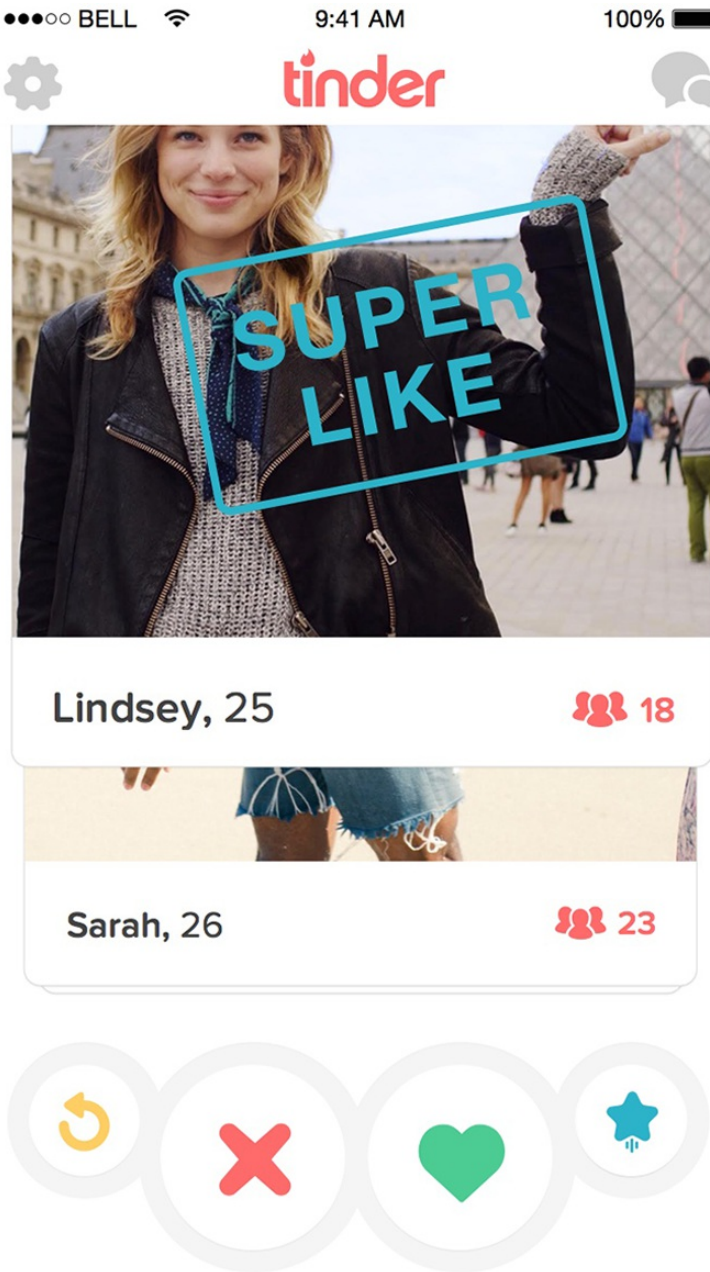 BELL 9:41 AM 100%
tinder
SUPER
LIKE
Lindsey, 25 18
Sarah, 26 23